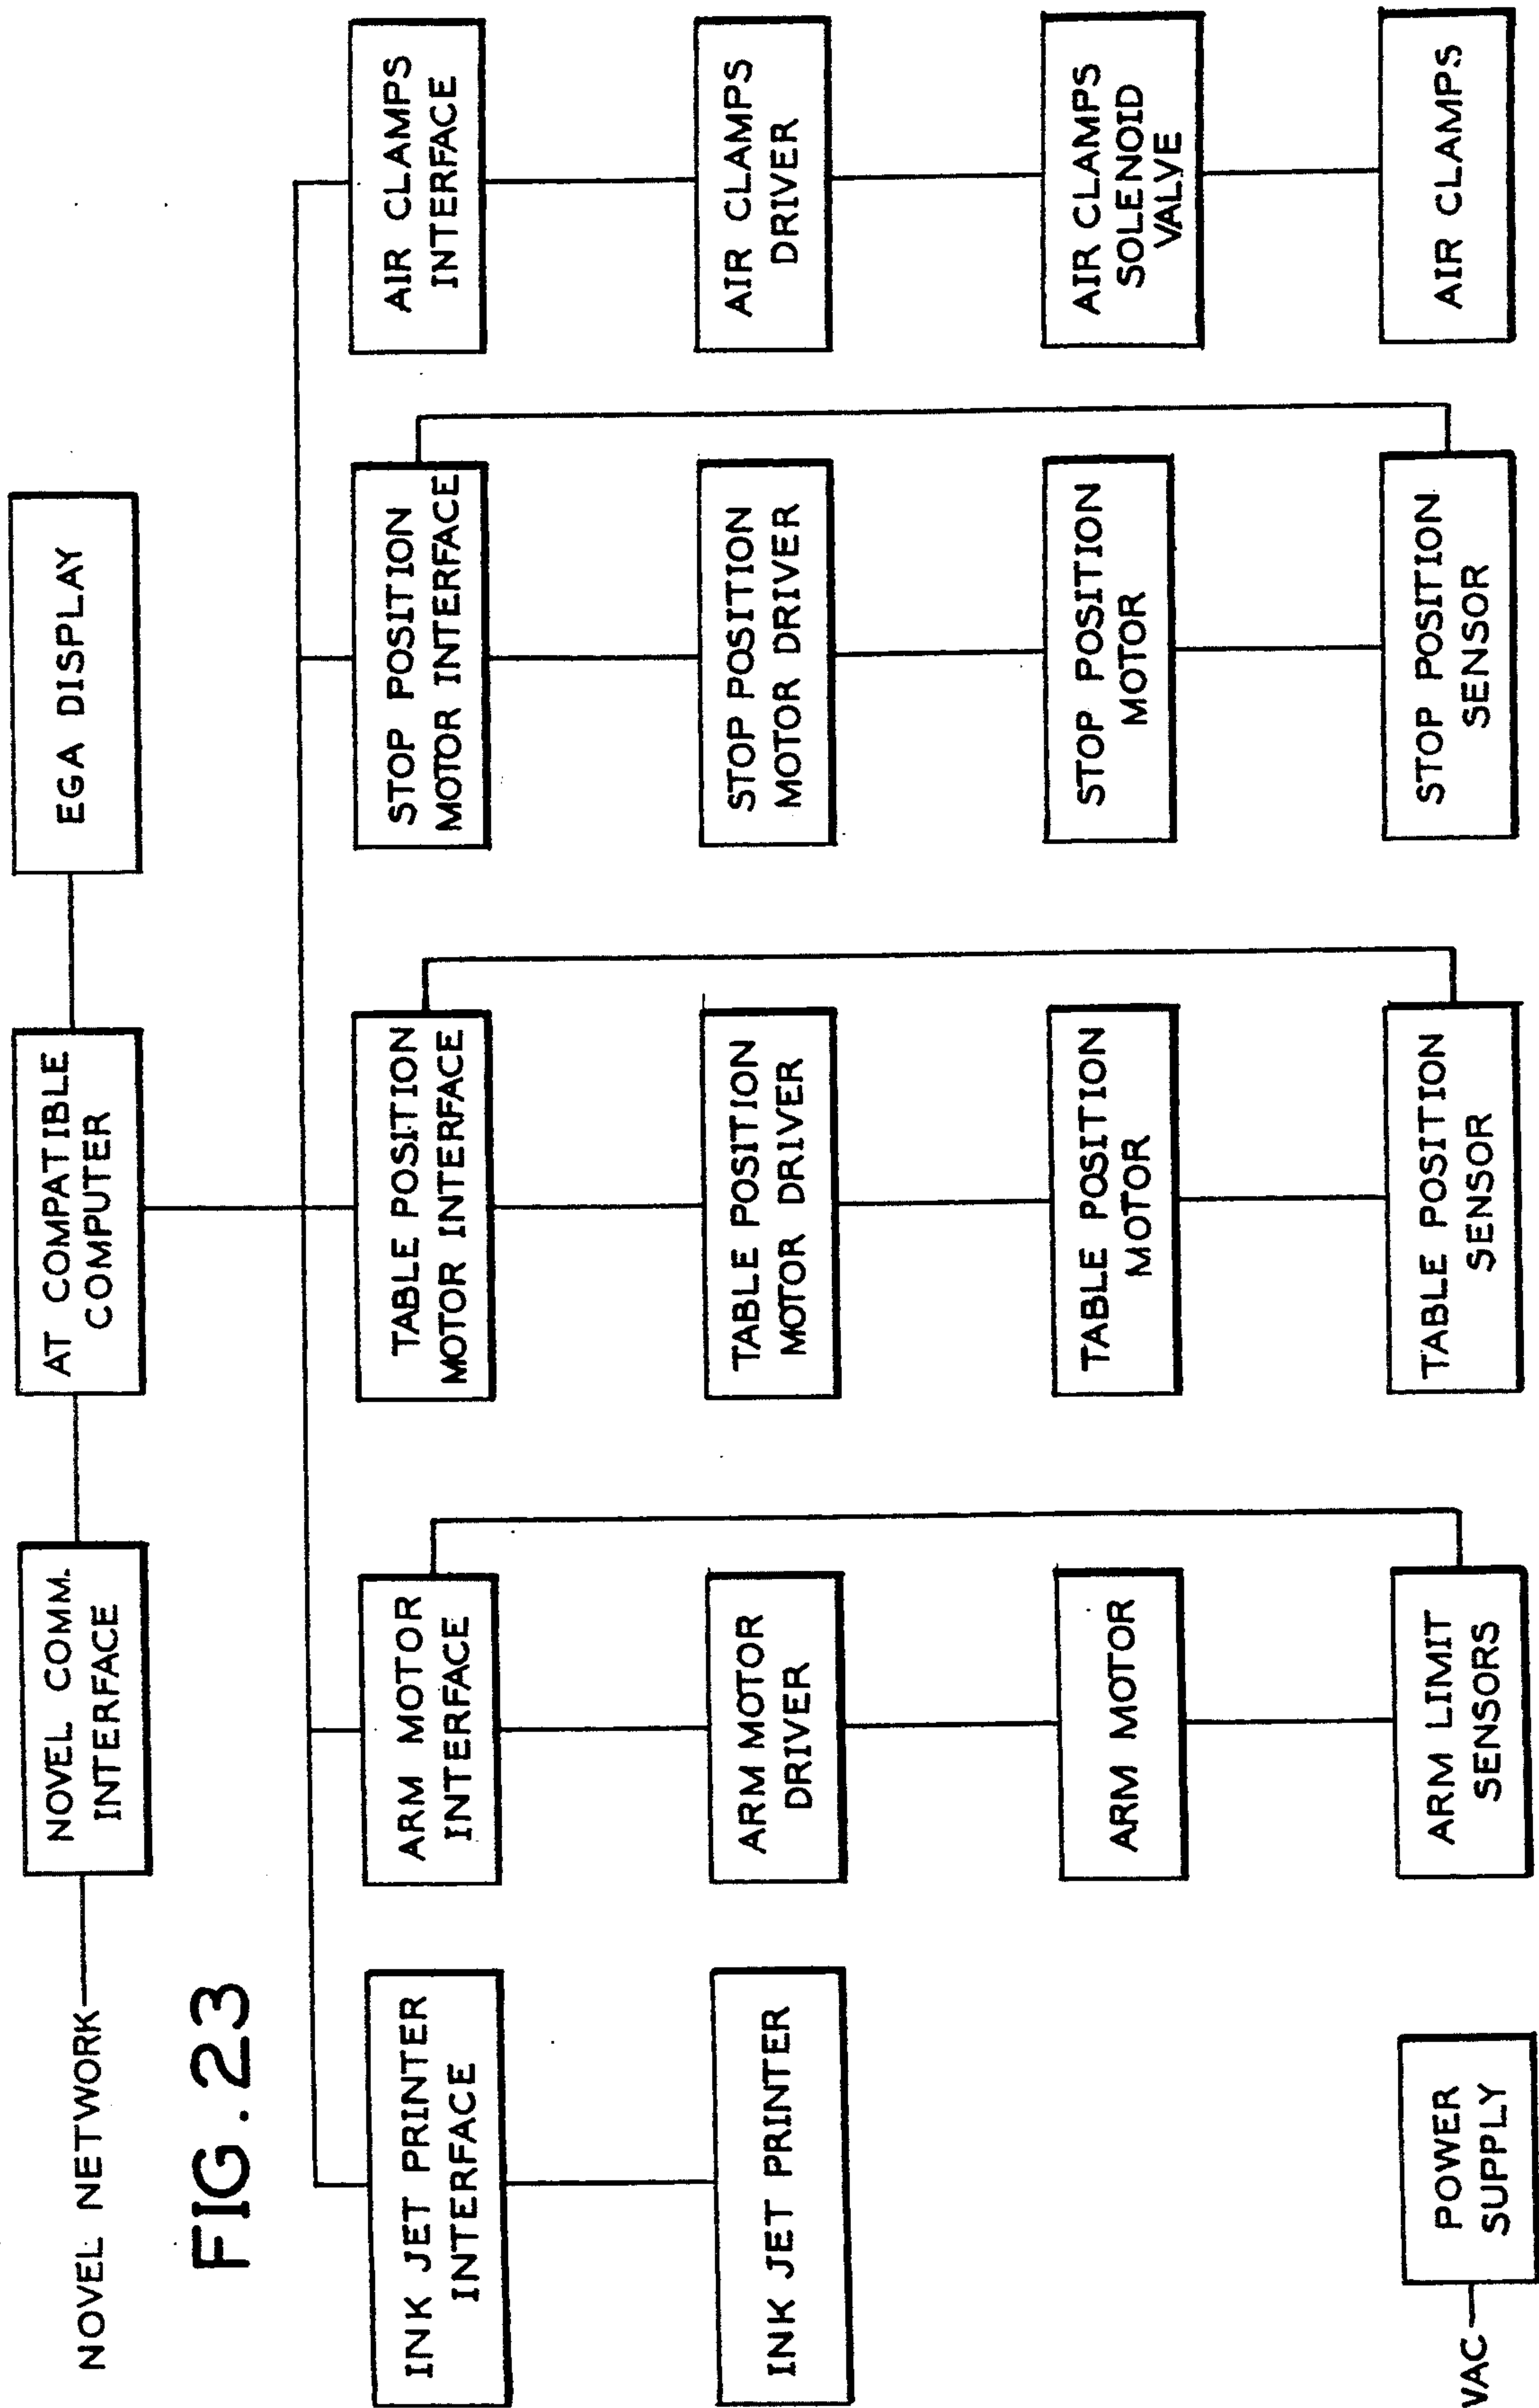 NOVEL NETWORK
NOVEL COMM.
INTERFACE
AT COMPATIBLE
COMPUTER
EGA DISPLAY
FIG. 23
INK JET PRINTER
INTERFACE
ARM MOTOR
INTERFACE
TABLE POSITION
MOTOR INTERFACE
STOP POSITION
MOTOR INTERFACE
AIR CLAMPS
INTERFACE
INK JET PRINTER
ARM MOTOR
DRIVER
TABLE POSITION
MOTOR DRIVER
STOP POSITION
MOTOR DRIVER
AIR CLAMPS
DRIVER
ARM MOTOR
TABLE POSITION
MOTOR
STOP POSITION
MOTOR
AIR CLAMPS
SOLENOID
VALVE
VAC
POWER
SUPPLY
ARM LIMIT
SENSORS
TABLE POSITION
SENSOR
STOP POSITION
SENSOR
AIR CLAMPS